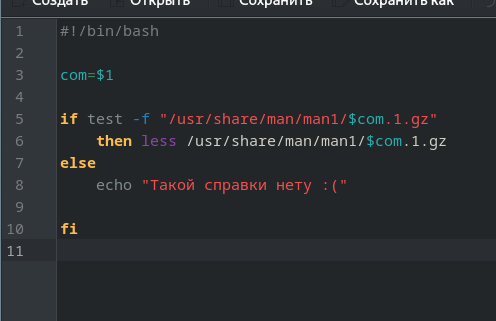 Создать Открыть Сохранить Сохранить как
1 #!/bin/bash
2
3 com=$1
4
5 if test -f "/usr/share/man/man1/$com.1.gz"
6 then less /usr/share/man/man1/$com.1.gz
7 else
8 echo "Такой справки нету :("
9
10 fi
11